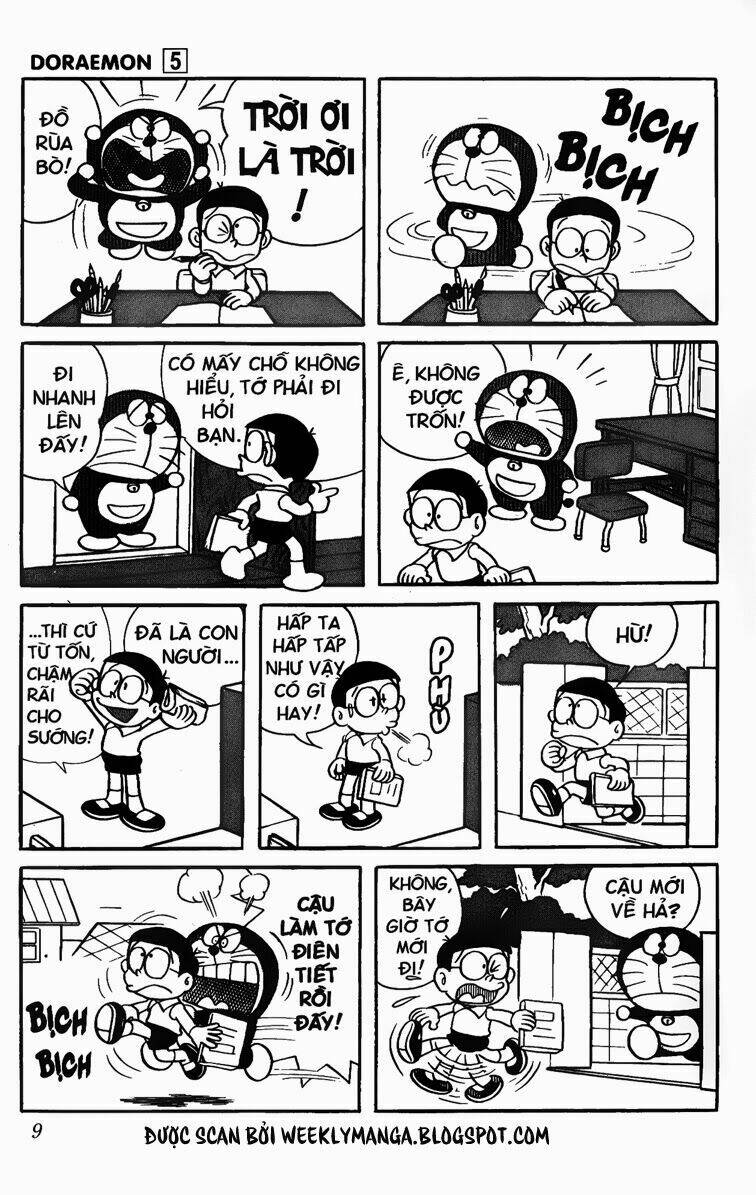 DORAEMON 5
BỊCH
BỊCH
TRỜI ƠI
LÀ TRỜI
!
ĐỒ
RÙA
BÒ!
Ê, KHÔNG
ĐƯỢC
TRỐN!
CÓ MẤY CHỖ KHÔNG
HIỂU, TỚ PHẢI ĐI
HỎI
BẠN.
ĐI
NHANH
LÊN
ĐẤY!
HỪ!
HẤP TA
HẤP TẤP
NHƯ VẬY
CÓ GÌ
HAY!
PHÙ
ĐÃ LÀ CON
NGƯỜI...
...THÌ CỨ
TỪ TỐN,
CHẬM
RÃI
CHO
SƯỚNG!
CẬU MỚI
VỀ HẢ?
KHÔNG,
BÂY
GIỜ TỚ
MỚI
ĐI!
CẬU
LÀM TỚ
ĐIÊN
TIẾT
RỒI
ĐẤY!
BỊCH
BỊCH
9
ĐƯỢC SCAN BỞI WEEKLYMANGA.BLOGSPOT.COM